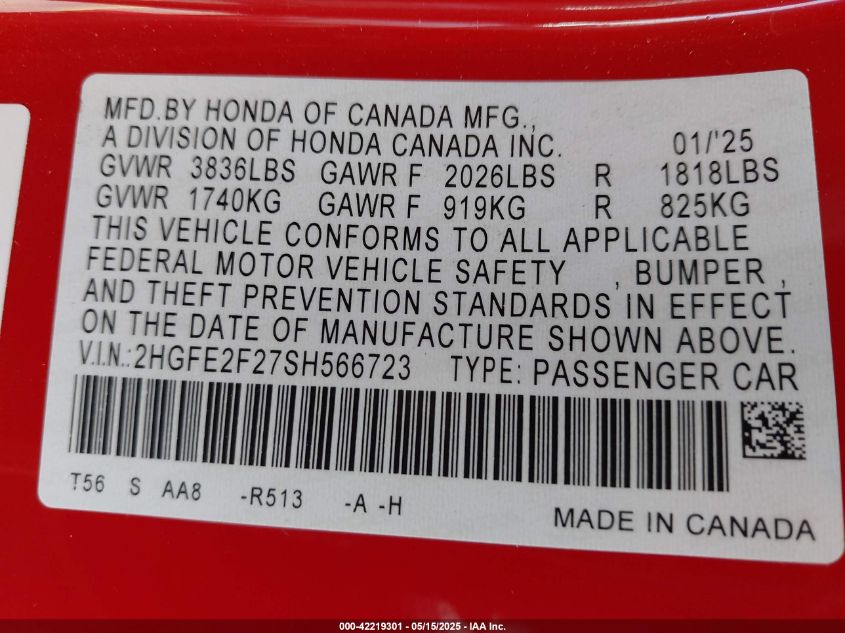 MFD.BY HONDA OF CANADA MFG.,
A DIVISION OF HONDA CANADA INC. 01/'25
GVWR 3836LBS GAWR F 2026LBS R 1818LBS
GVWR 1740KG GAWR F 919KG R 825KG
THIS VEHICLE CONFORMS TO ALL APPLICABLE
FEDERAL MOTOR VEHICLE SAFETY , BUMPER ,
AND THEFT PREVENTION STANDARDS IN EFFECT
ON THE DATE OF MANUFACTURE SHOWN ABOVE.
V.I.N.:2HGFE2F27SH566723 TYPE: PASSENGER CAR
T56 S AA8 -R513 -A -H
MADE IN CANADA
000-42219301 - 05/15/2025 - IAA Inc.